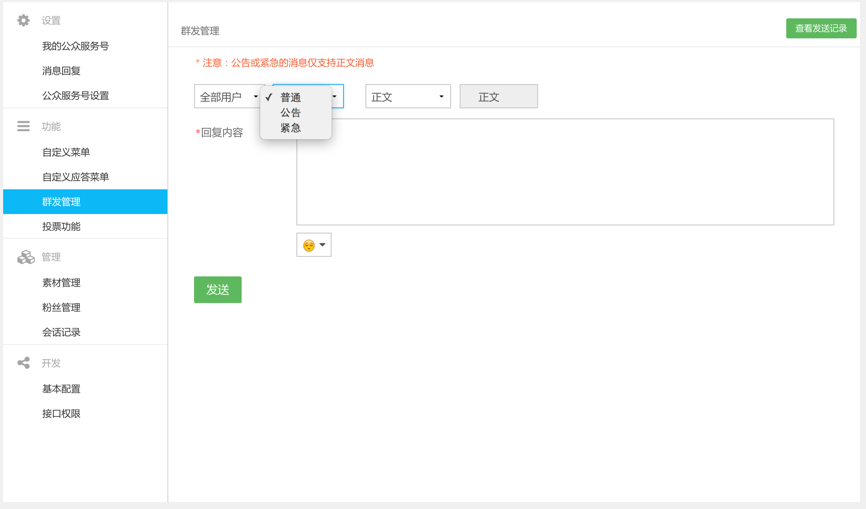 设置
我的公众服务号
消息回复
公众服务号设置
功能
自定义菜单
自定义应答菜单
群发管理
投票功能
管理
素材管理
粉丝管理
会话记录
开发
基本配置
接口权限
群发管理
查看发送记录
* 注意：公告或紧急的消息仅支持正文消息
全部用户
✓ 普通
公告
紧急
正文
正文
*回复内容
发送